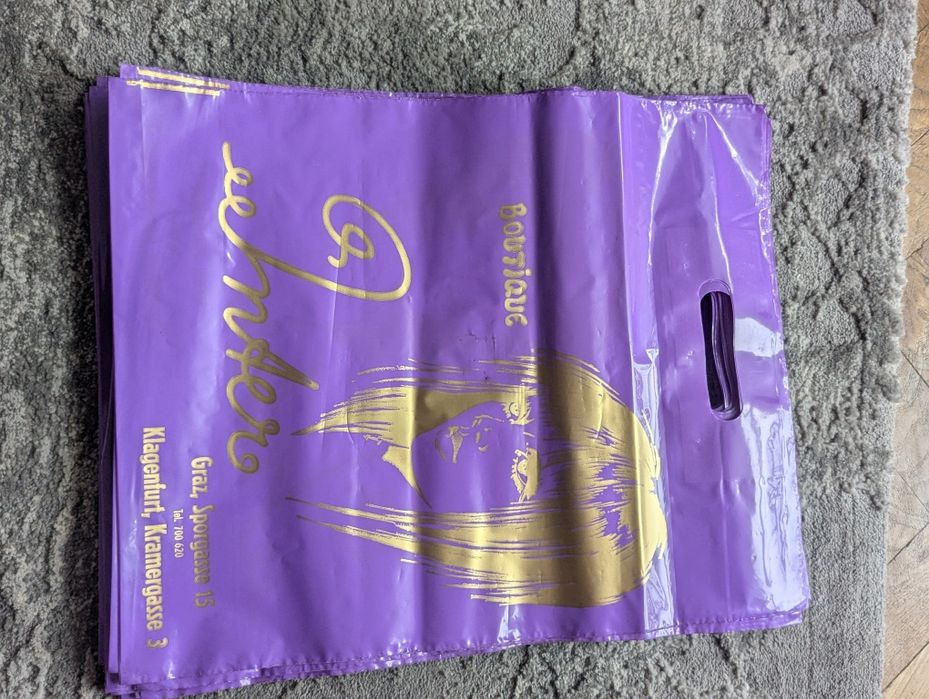 BOUTIQUE
Graz, Sporgasse 15
Tel. 700 620
Klagenfurt, Kramergasse 3